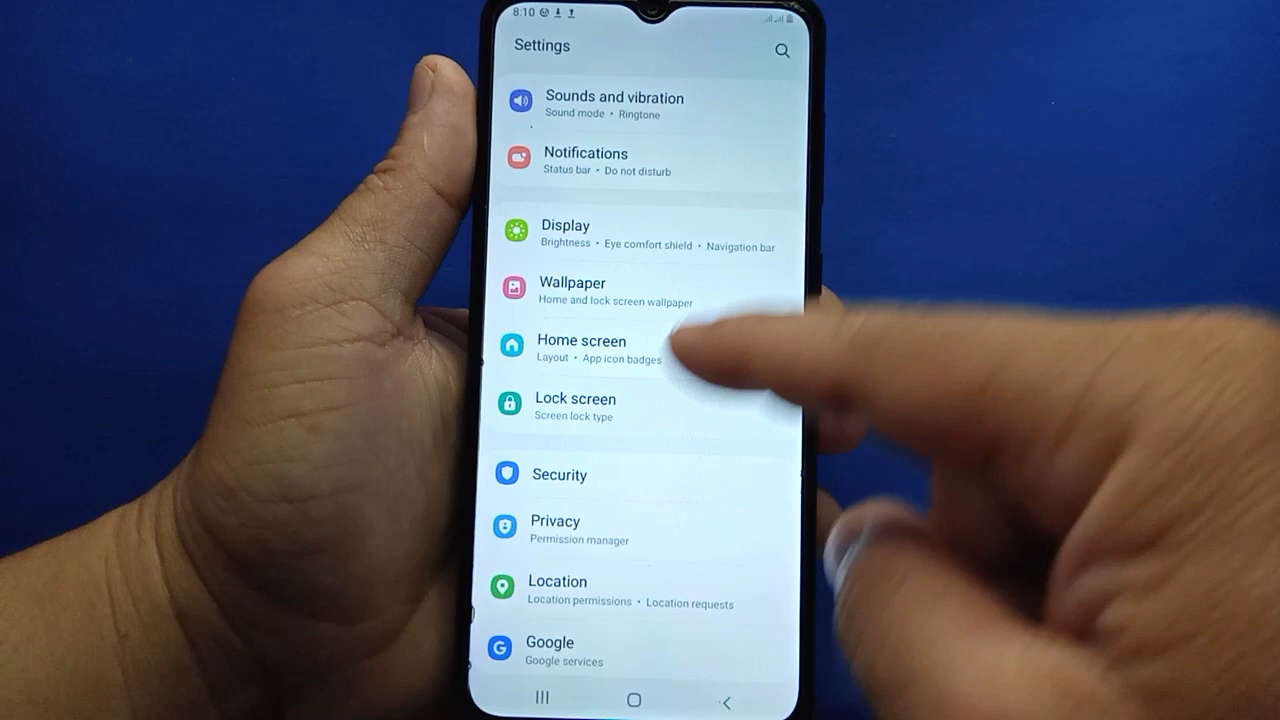 8:10
Settings
Sounds and vibration
Sound mode • Ringtone
Notifications
Status bar • Do not disturb
Display
Brightness • Eye comfort shield • Navigation bar
Wallpaper
Home and lock screen wallpaper
Home screen
Layout • App icon badges
Lock screen
Screen lock type
Security
Privacy
Permission manager
Location
Location permissions • Location requests
Google
Google services